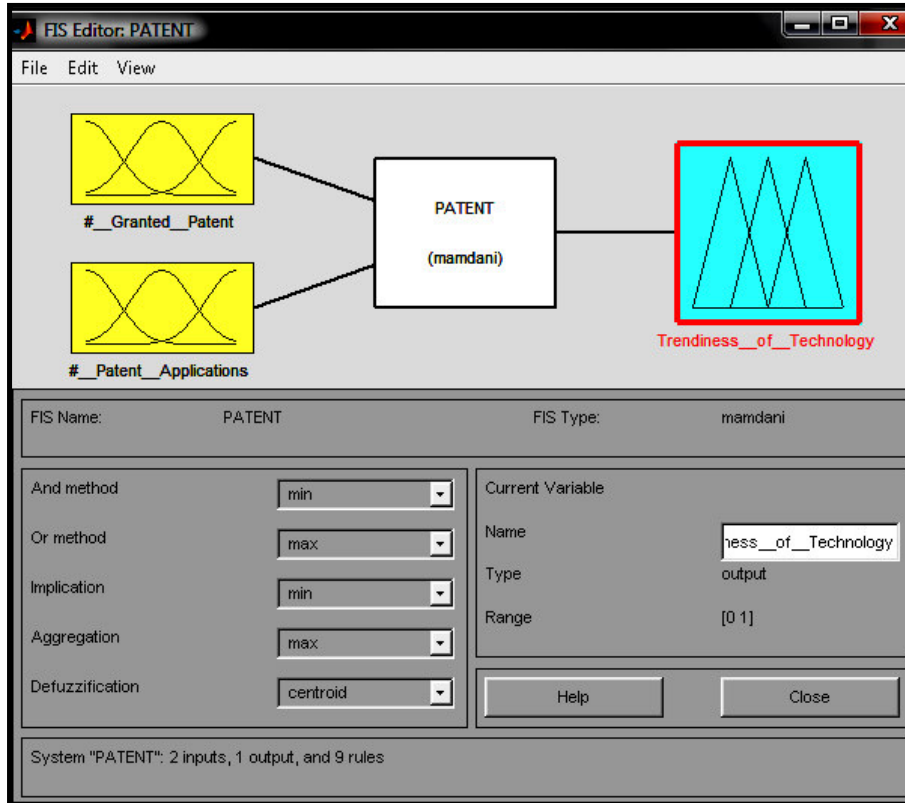 FIS Editor: PATENT
File Edit View
#__Granted__Patent
#__Patent__Applications
PATENT
(mamdani)
Trendiness__of__Technology
FIS Name: PATENT FIS Type: mamdani
And method min
Or method max
Implication min
Aggregation max
Defuzzification centroid
Current Variable
Name ness__of__Technology
Type output
Range [0 1]
Help Close
System "PATENT": 2 inputs, 1 output, and 9 rules